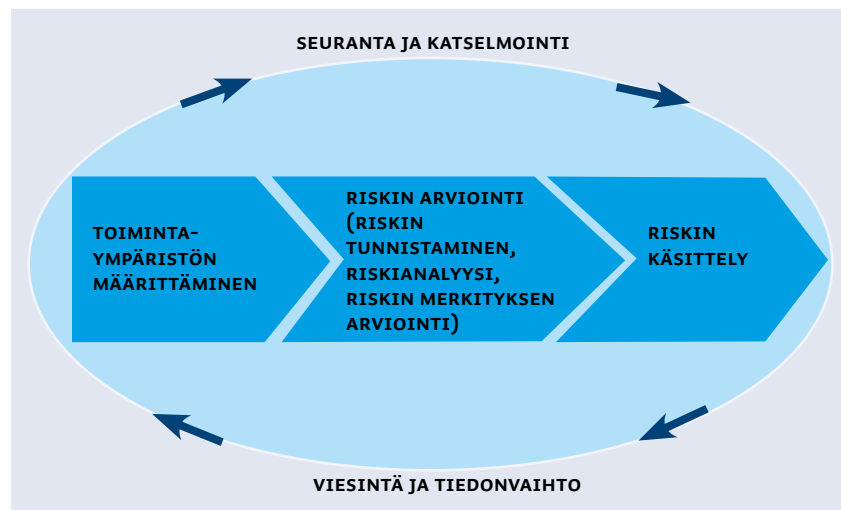 SEURANTA JA KATSELMOINTI
TOIMINTA-
YMPÄRISTÖN
MÄÄRITTÄMINEN
RISKIN ARVIOINTI
(RISKIN
TUNNISTAMINEN,
RISKIANALYYSI,
RISKIN MERKITYKSEN
ARVIOINTI)
RISKIN
KÄSITTELY
VIESINTÄ JA TIEDONVAIHTO